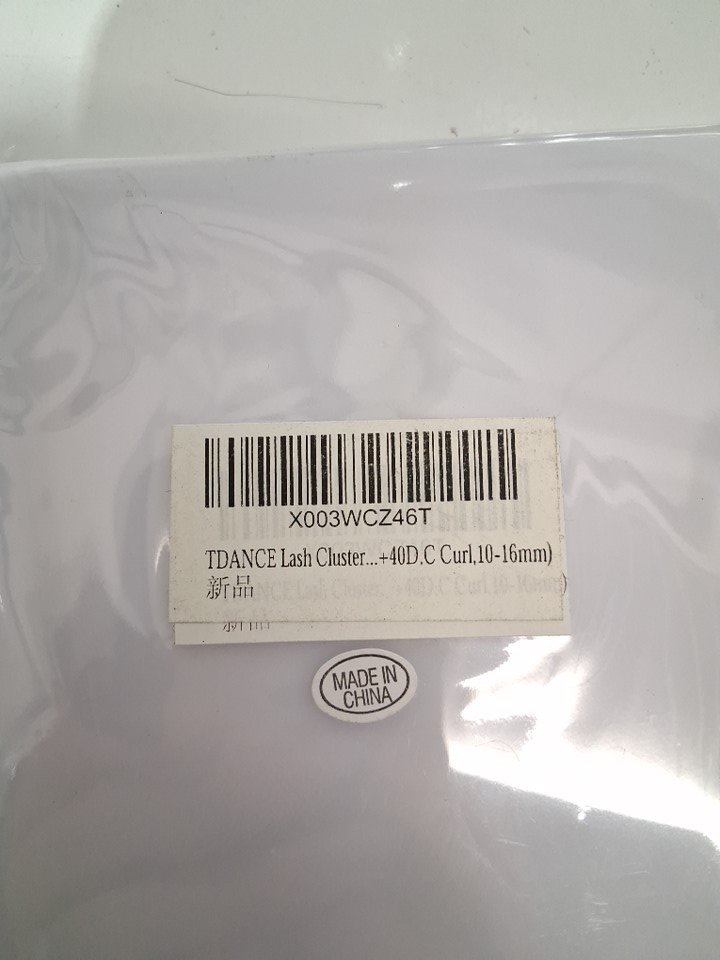 X003WCZ46T
TDANCE Lash Cluster...+40D,C Curl,10-16mm)
新品
MADE IN
CHINA